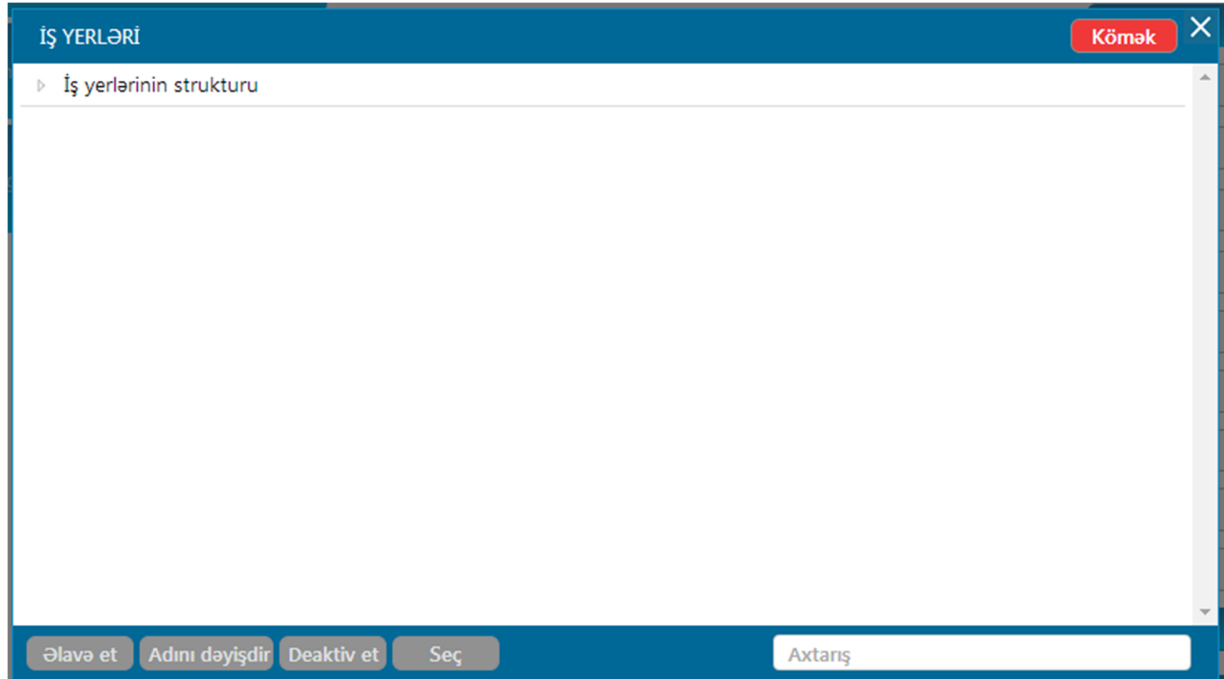 İŞ YERLƏRİ
Kömək
İş yerlərinin strukturu
Əlavə et
Adını dəyişdir
Deaktiv et
Seç
Axtarış